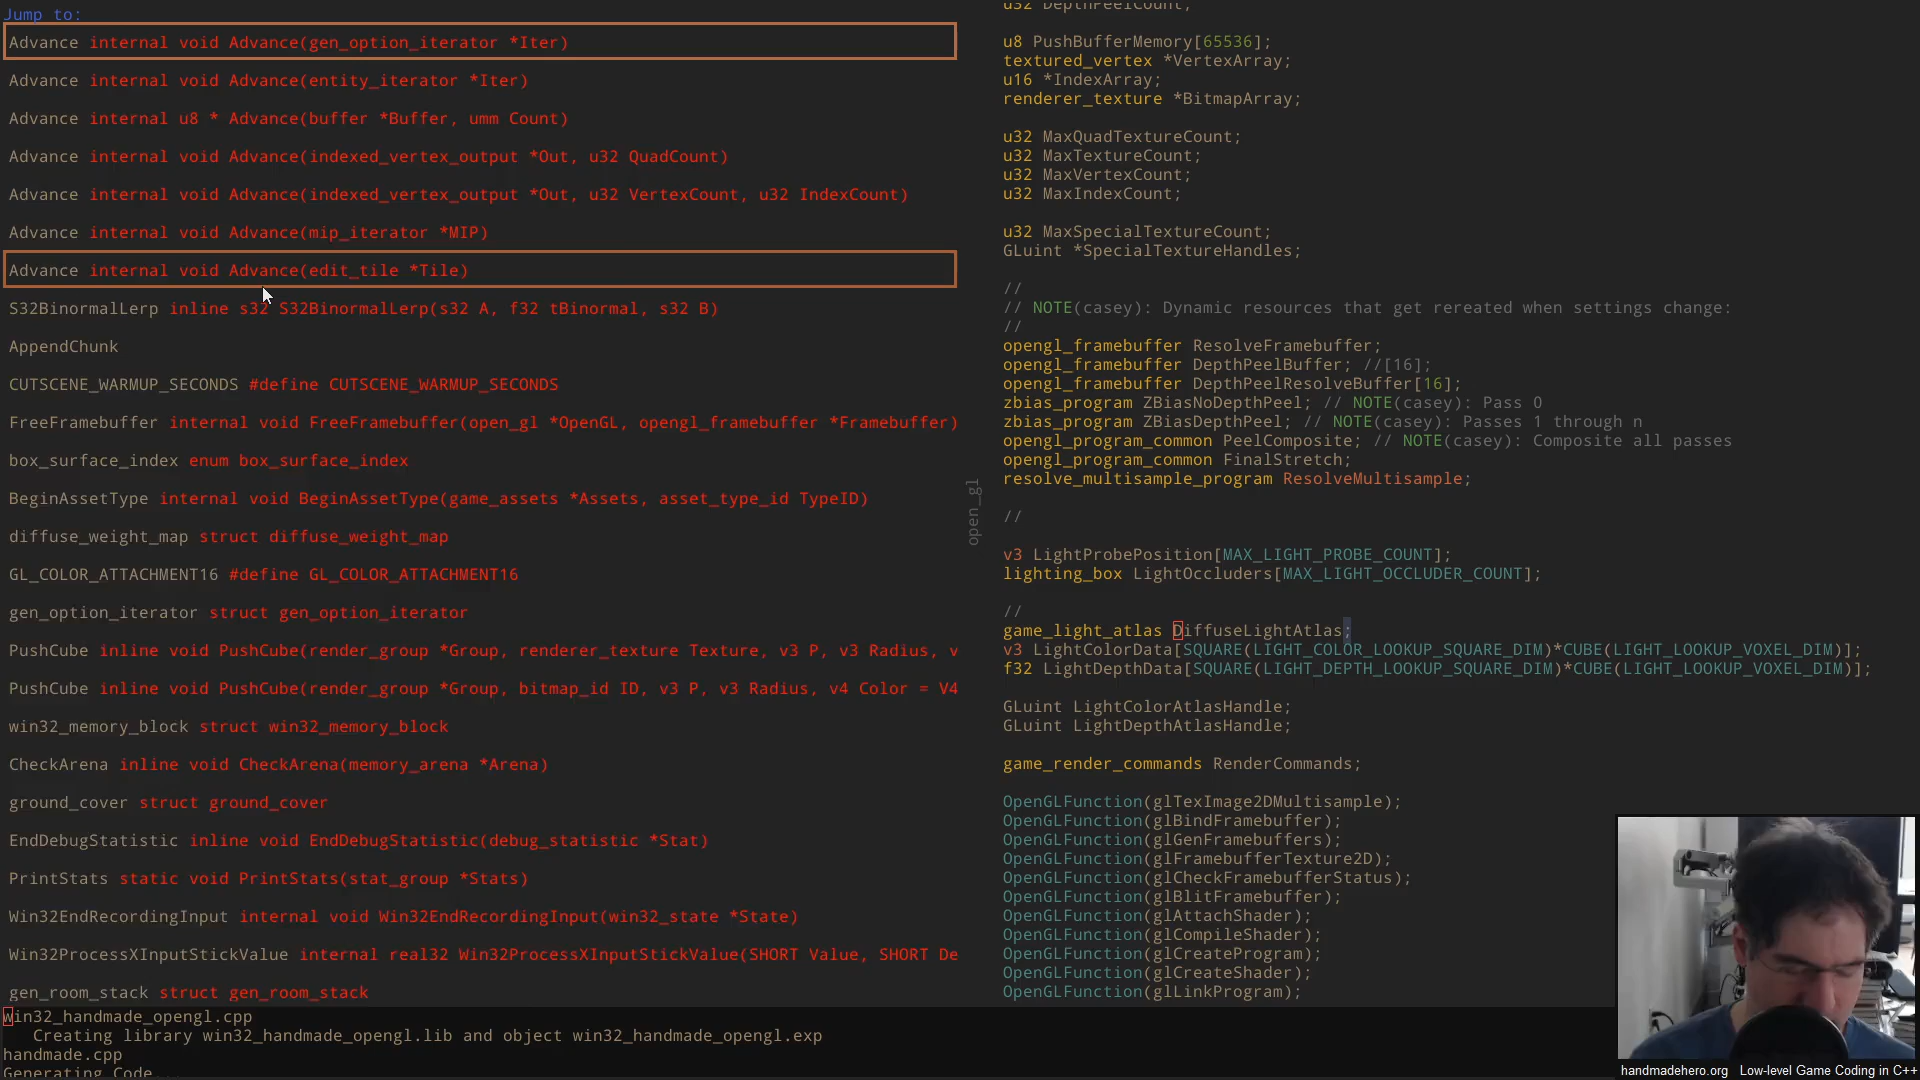 Jump to:
Advance internal void Advance(gen_option_iterator *Iter)
Advance internal void Advance(entity_iterator *Iter)
Advance internal u8 * Advance(buffer *Buffer, umm Count)
Advance internal void Advance(indexed_vertex_output *Out, u32 QuadCount)
Advance internal void Advance(indexed_vertex_output *Out, u32 VertexCount, u32 IndexCount)
Advance internal void Advance(mip_iterator *MIP)
Advance internal void Advance(edit_tile *Tile)
S32BinormalLerp inline s32 S32BinormalLerp(s32 A, f32 tBinormal, s32 B)
AppendChunk
CUTSCENE_WARMUP_SECONDS #define CUTSCENE_WARMUP_SECONDS
FreeFramebuffer internal void FreeFramebuffer(open_gl *OpenGL, opengl_framebuffer *Framebuffer)
box_surface_index enum box_surface_index
BeginAssetType internal void BeginAssetType(game_assets *Assets, asset_type_id TypeID)
diffuse_weight_map struct diffuse_weight_map
GL_COLOR_ATTACHMENT16 #define GL_COLOR_ATTACHMENT16
gen_option_iterator struct gen_option_iterator
PushCube inline void PushCube(render_group *Group, renderer_texture Texture, v3 P, v3 Radius, v
PushCube inline void PushCube(render_group *Group, bitmap_id ID, v3 P, v3 Radius, v4 Color = V4
win32_memory_block struct win32_memory_block
CheckArena inline void CheckArena(memory_arena *Arena)
ground_cover struct ground_cover
EndDebugStatistic inline void EndDebugStatistic(debug_statistic *Stat)
PrintStats static void PrintStats(stat_group *Stats)
Win32EndRecordingInput internal void Win32EndRecordingInput(win32_state *State)
Win32ProcessXInputStickValue internal real32 Win32ProcessXInputStickValue(SHORT Value, SHORT De
gen_room_stack struct gen_room_stack
win32_handmade_opengl.cpp
Creating library win32_handmade_opengl.lib and object win32_handmade_opengl.exp
handmade.cpp
Generating Code...
open_gl
u32 DepthPeelCount;
u8 PushBufferMemory[65536];
textured_vertex *VertexArray;
u16 *IndexArray;
renderer_texture *BitmapArray;
u32 MaxQuadTextureCount;
u32 MaxTextureCount;
u32 MaxVertexCount;
u32 MaxIndexCount;
u32 MaxSpecialTextureCount;
GLuint *SpecialTextureHandles;
//
// NOTE(casey): Dynamic resources that get rereated when settings change:
//
opengl_framebuffer ResolveFramebuffer;
opengl_framebuffer DepthPeelBuffer; //[16];
opengl_framebuffer DepthPeelResolveBuffer[16];
zbias_program ZBiasNoDepthPeel; // NOTE(casey): Pass 0
zbias_program ZBiasDepthPeel; // NOTE(casey): Passes 1 through n
opengl_program_common PeelComposite; // NOTE(casey): Composite all passes
opengl_program_common FinalStretch;
resolve_multisample_program ResolveMultisample;
//
v3 LightProbePosition[MAX_LIGHT_PROBE_COUNT];
lighting_box LightOccluders[MAX_LIGHT_OCCLUDER_COUNT];
//
game_light_atlas DiffuseLightAtlas;
v3 LightColorData[SQUARE(LIGHT_COLOR_LOOKUP_SQUARE_DIM)*CUBE(LIGHT_LOOKUP_VOXEL_DIM)];
f32 LightDepthData[SQUARE(LIGHT_DEPTH_LOOKUP_SQUARE_DIM)*CUBE(LIGHT_LOOKUP_VOXEL_DIM)];
GLuint LightColorAtlasHandle;
GLuint LightDepthAtlasHandle;
game_render_commands RenderCommands;
OpenGLFunction(glTexImage2DMultisample);
OpenGLFunction(glBindFramebuffer);
OpenGLFunction(glGenFramebuffers);
OpenGLFunction(glFramebufferTexture2D);
OpenGLFunction(glCheckFramebufferStatus);
OpenGLFunction(glBlitFramebuffer);
OpenGLFunction(glAttachShader);
OpenGLFunction(glCompileShader);
OpenGLFunction(glCreateProgram);
OpenGLFunction(glCreateShader);
OpenGLFunction(glLinkProgram);
handmadehero.org Low-level Game Coding in C++